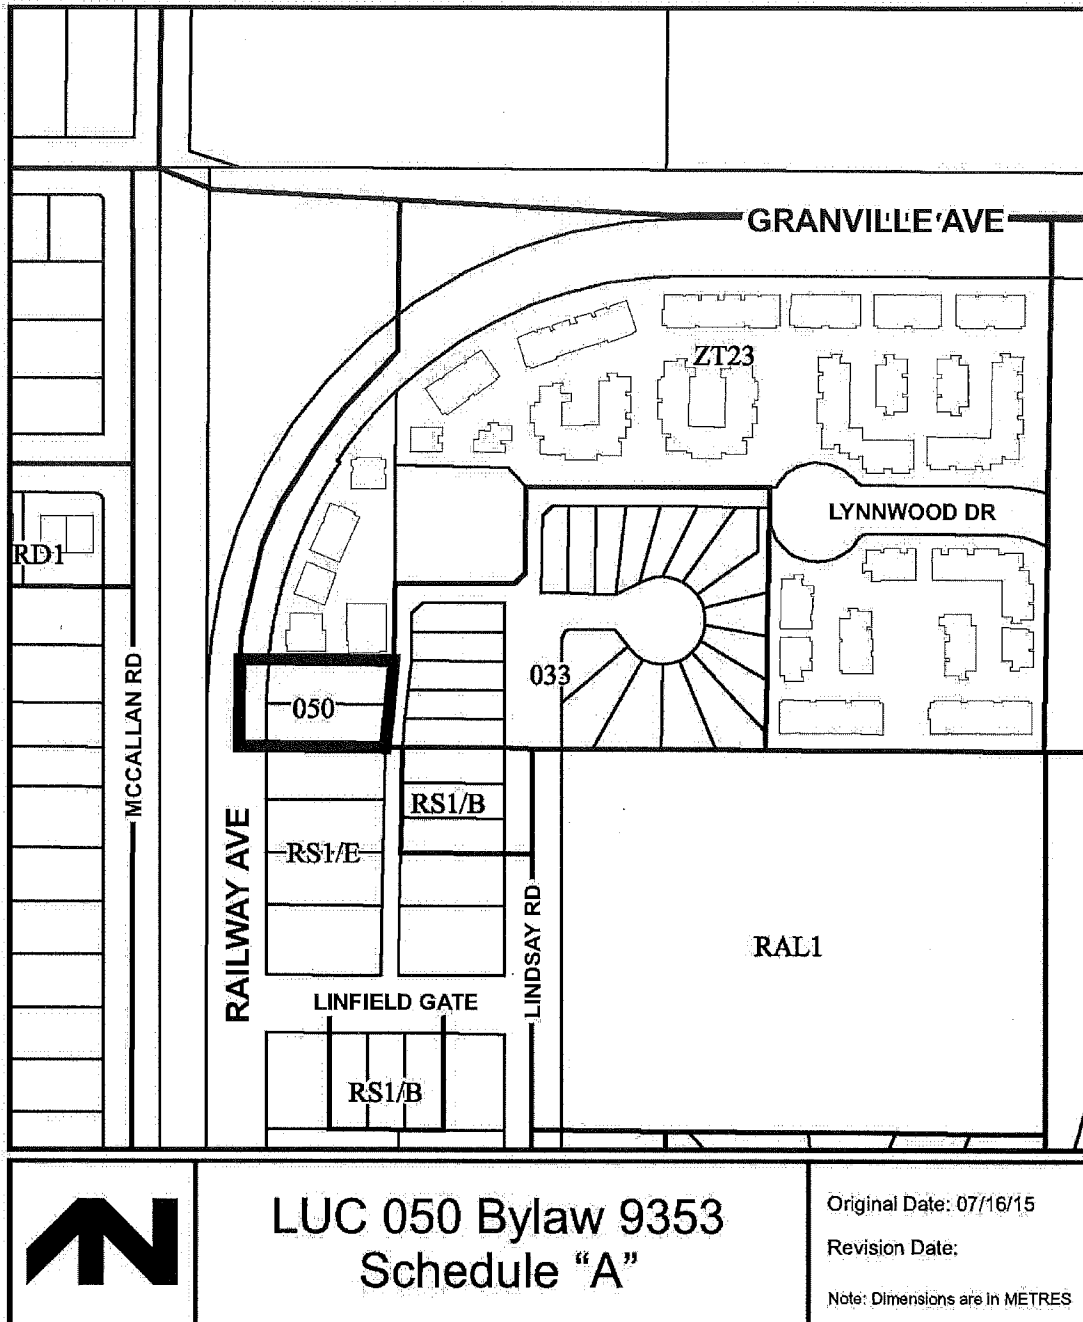 GRANVILLE AVE
ZT23
LYNNWOOD DR
RD1
033
050
MCCALLAN RD
RS1/B
RS1/E
RAILWAY AVE
LINDSAY RD
RAL1
LINFIELD GATE
RS1/B
LUC 050 Bylaw 9353
Schedule “A”
Original Date: 07/16/15
Revision Date:
Note: Dimensions are in METRES